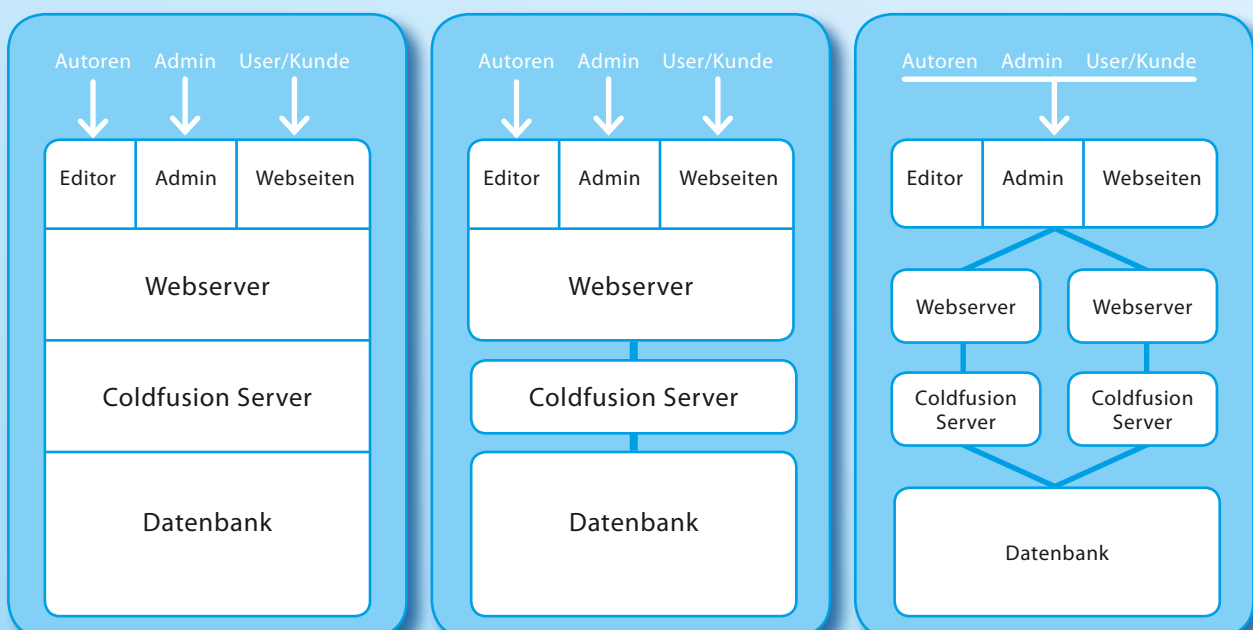 Autoren Admin User/Kunde
Editor Admin Webseiten
Webserver
Coldfusion Server
Datenbank
Autoren Admin User/Kunde
Editor Admin Webseiten
Webserver
Coldfusion Server
Datenbank
Autoren Admin User/Kunde
Editor Admin Webseiten
Webserver Webserver
Coldfusion Coldfusion
Server Server
Datenbank